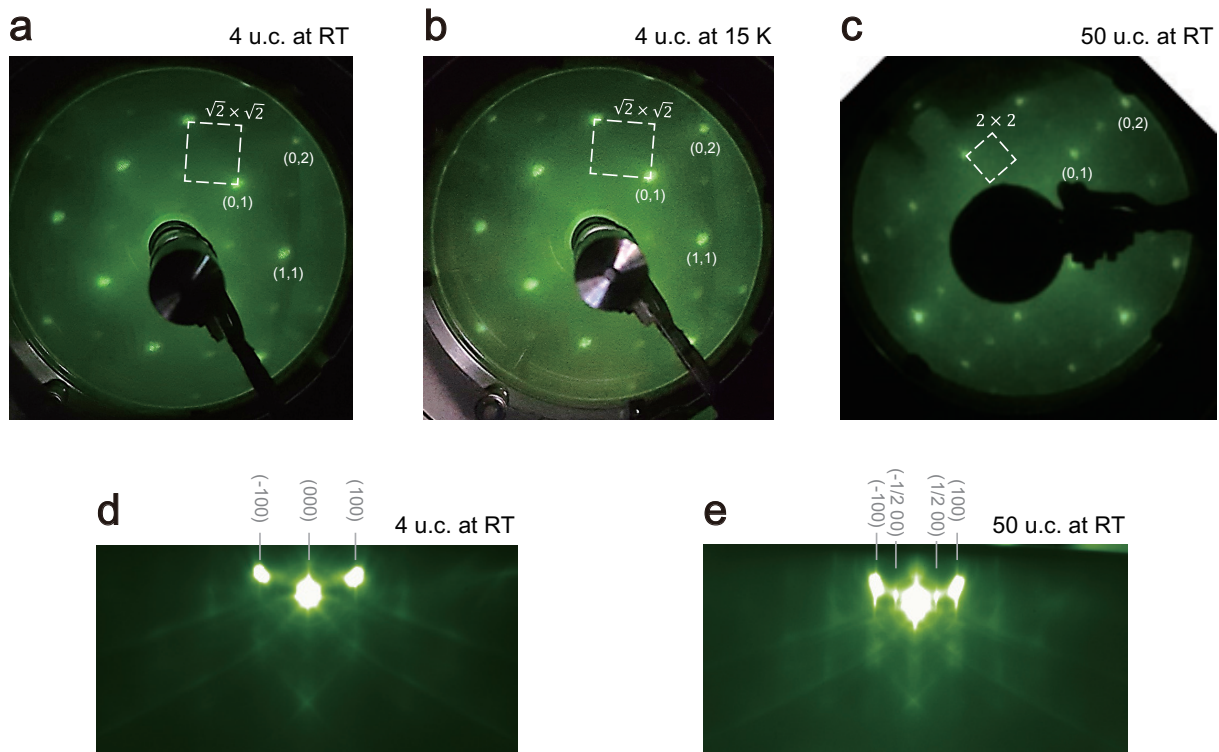 a
4 u.c. at RT
√2 × √2
(0,2)
(0,1)
(1,1)
b
4 u.c. at 15 K
√2 × √2
(0,2)
(0,1)
(1,1)
c
50 u.c. at RT
2 × 2
(0,2)
(0,1)
d
4 u.c. at RT
(-100)
(000)
(100)
e
50 u.c. at RT
(-100)
(-1/2 00)
(1/2 00)
(100)